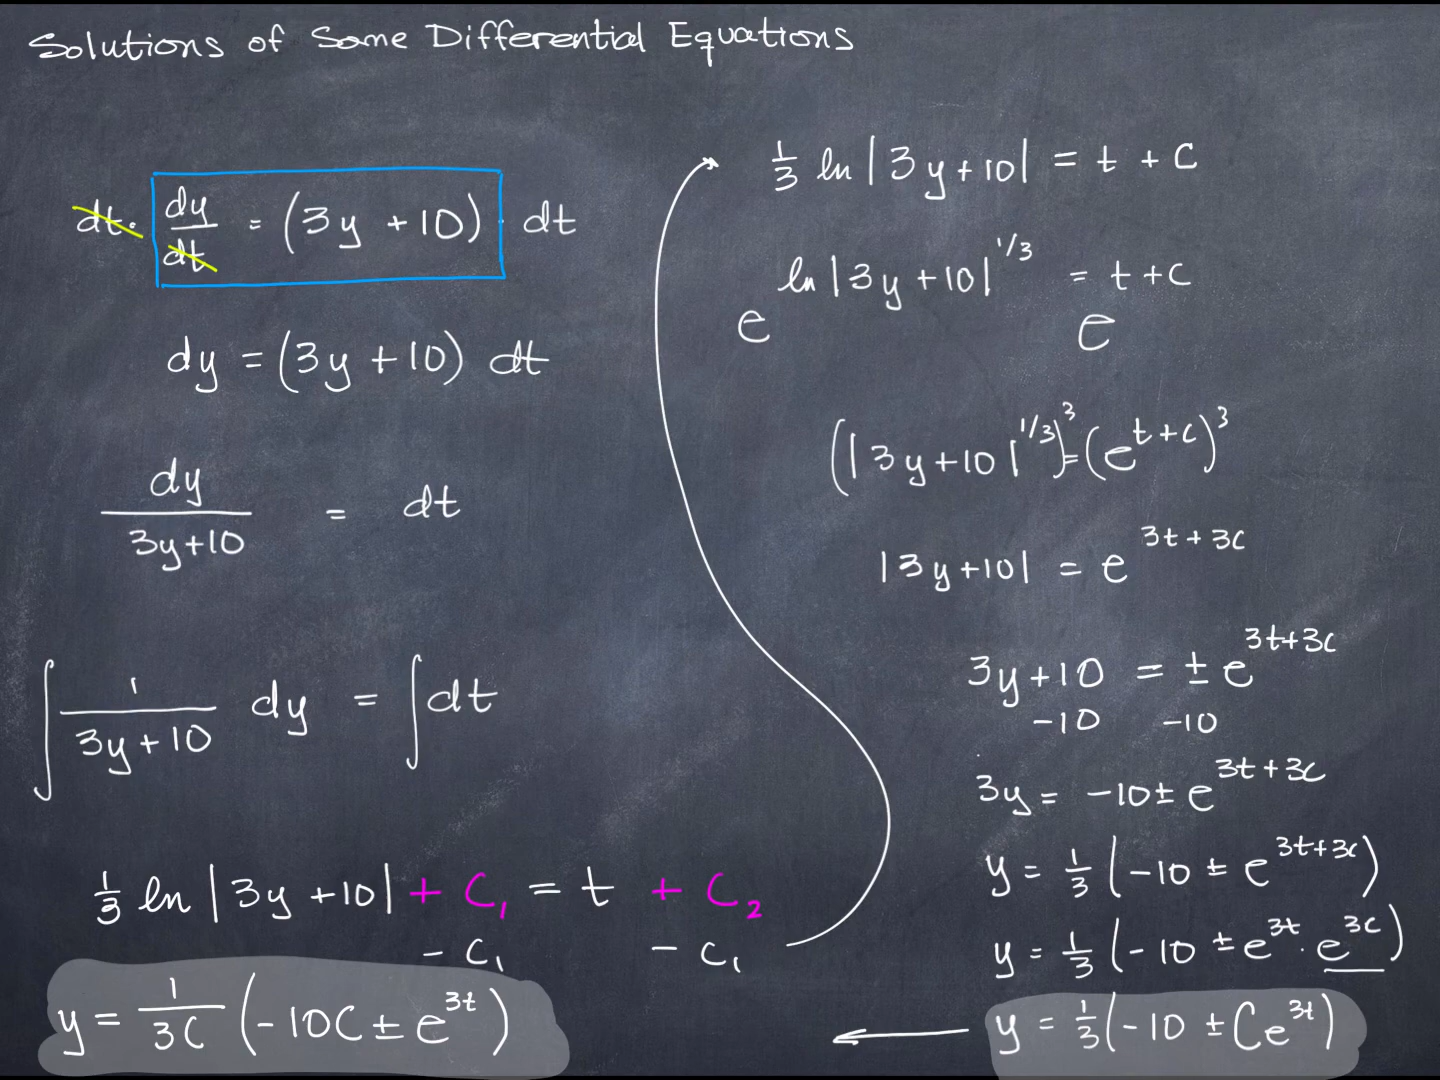 Solutions of Some Differential Equations
dt · dy/dt = (3y + 10) · dt
dy = (3y + 10) dt
dy/(3y+10) = dt
∫ 1/(3y+10) dy = ∫ dt
1/3 ln |3y+10| + C₁ = t + C₂
- C₁ - C₁
y = 1/(3C) (-10C ± e^(3t))
1/3 ln |3y+10| = t + C
e^(ln |3y+10|^(1/3)) = e^(t+C)
(|3y+10|^(1/3))^3 = (e^(t+C))^3
|3y+10| = e^(3t+3C)
3y+10 = ± e^(3t+3C)
-10 -10
3y = -10 ± e^(3t+3C)
y = 1/3 (-10 ± e^(3t+3C))
y = 1/3 (-10 ± e^(3t) · e^(3C))
y = 1/3 (-10 ± Ce^(3t))